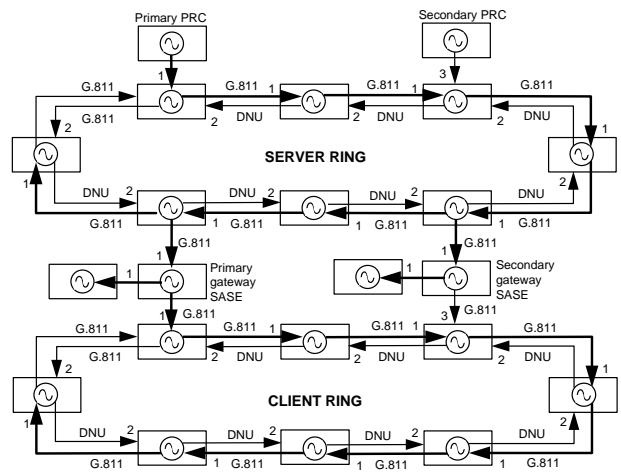 Primary PRC Secondary PRC
1 3
G.811 G.811 1 G.811 1 G.811
G.811 2 DNU 2 DNU 2
2 1
SERVER RING
1 DNU 2 DNU 2 DNU 2 2
G.811 1 G.811 1 G.811 1 G.811
G.811 G.811
1 1
1 Primary gateway SASE 1 Secondary gateway SASE
G.811 G.811
1 3
G.811 G.811 1 G.811 1 G.811
G.811 2 DNU 2 DNU 2
2 1
CLIENT RING
1 DNU 2 DNU 2 DNU 2 DNU 2
G.811 1 G.811 1 G.811 1 G.811